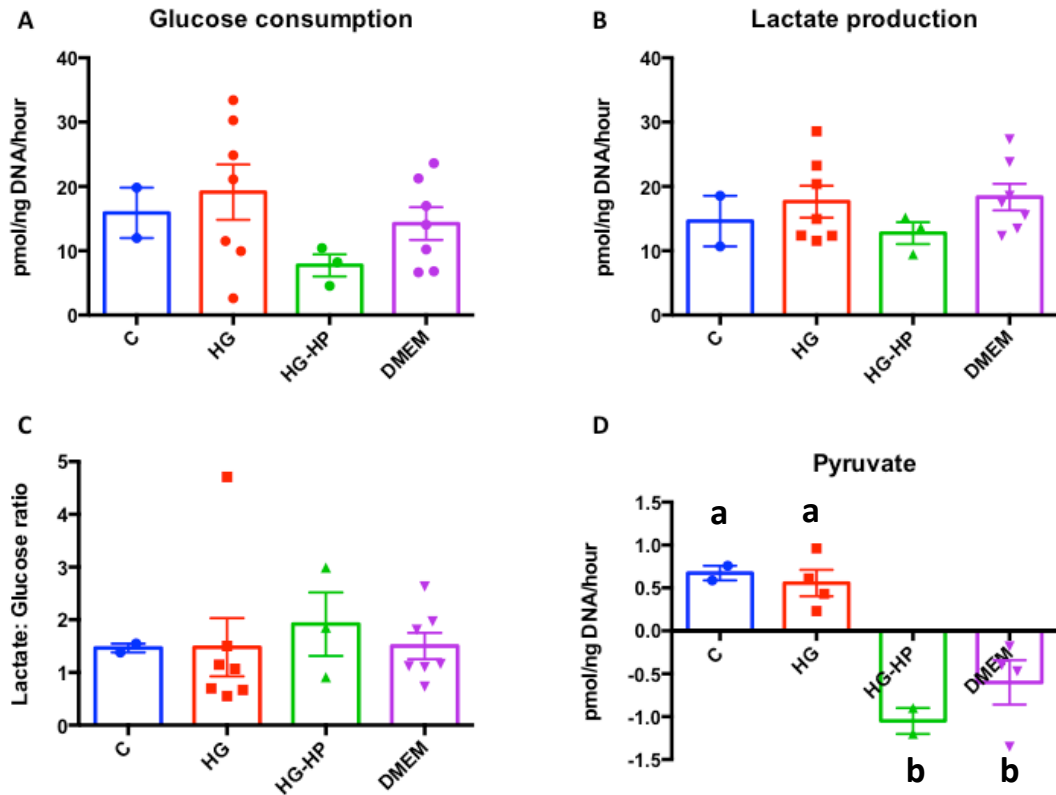 A
Glucose consumption
pmol/ng DNA/hour
40
30
20
10
0
C
HG
HG-HP
DMEM
B
Lactate production
pmol/ng DNA/hour
40
30
20
10
0
C
HG
HG-HP
DMEM
C
Lactate: Glucose ratio
5
4
3
2
1
0
C
HG
HG-HP
DMEM
D
Pyruvate
pmol/ng DNA/hour
1.5
1.0
0.5
0.0
-0.5
-1.0
-1.5
a
a
C
HG
HG-HP
DMEM
b
b